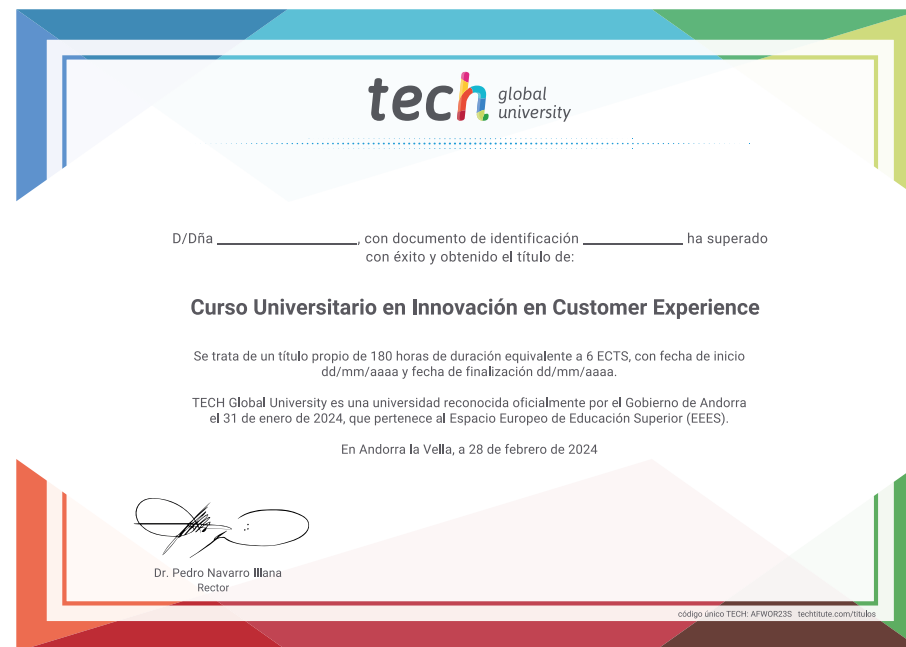 tech global university
D/Dña ____________________, con documento de identificación ______________ ha superado
con éxito y obtenido el título de:
Curso Universitario en Innovación en Customer Experience
Se trata de un título propio de 180 horas de duración equivalente a 6 ECTS, con fecha de inicio
dd/mm/aaaa y fecha de finalización dd/mm/aaaa.
TECH Global University es una universidad reconocida oficialmente por el Gobierno de Andorra
el 31 de enero de 2024, que pertenece al Espacio Europeo de Educación Superior (EEES).
En Andorra la Vella, a 28 de febrero de 2024
Dr. Pedro Navarro Illana
Rector
código único TECH: AFWOR23S techtitute.com/titulos